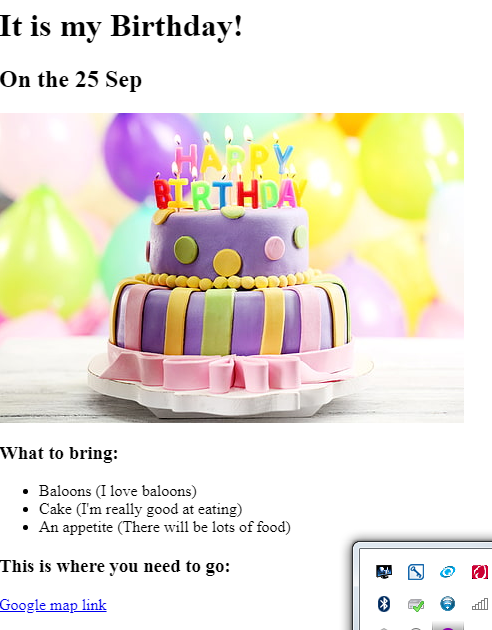 It is my Birthday!
On the 25 Sep
HAPPY
BIRTHDAY
What to bring:
Baloons (I love baloons)
Cake (I'm really good at eating)
An appetite (There will be lots of food)
This is where you need to go:
Google map link